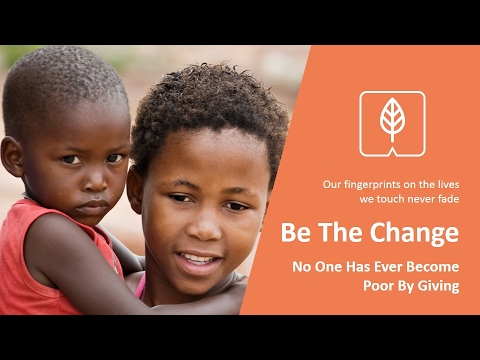 Our fingerprints on the lives
we touch never fade
Be The Change
No One Has Ever Become
Poor By Giving